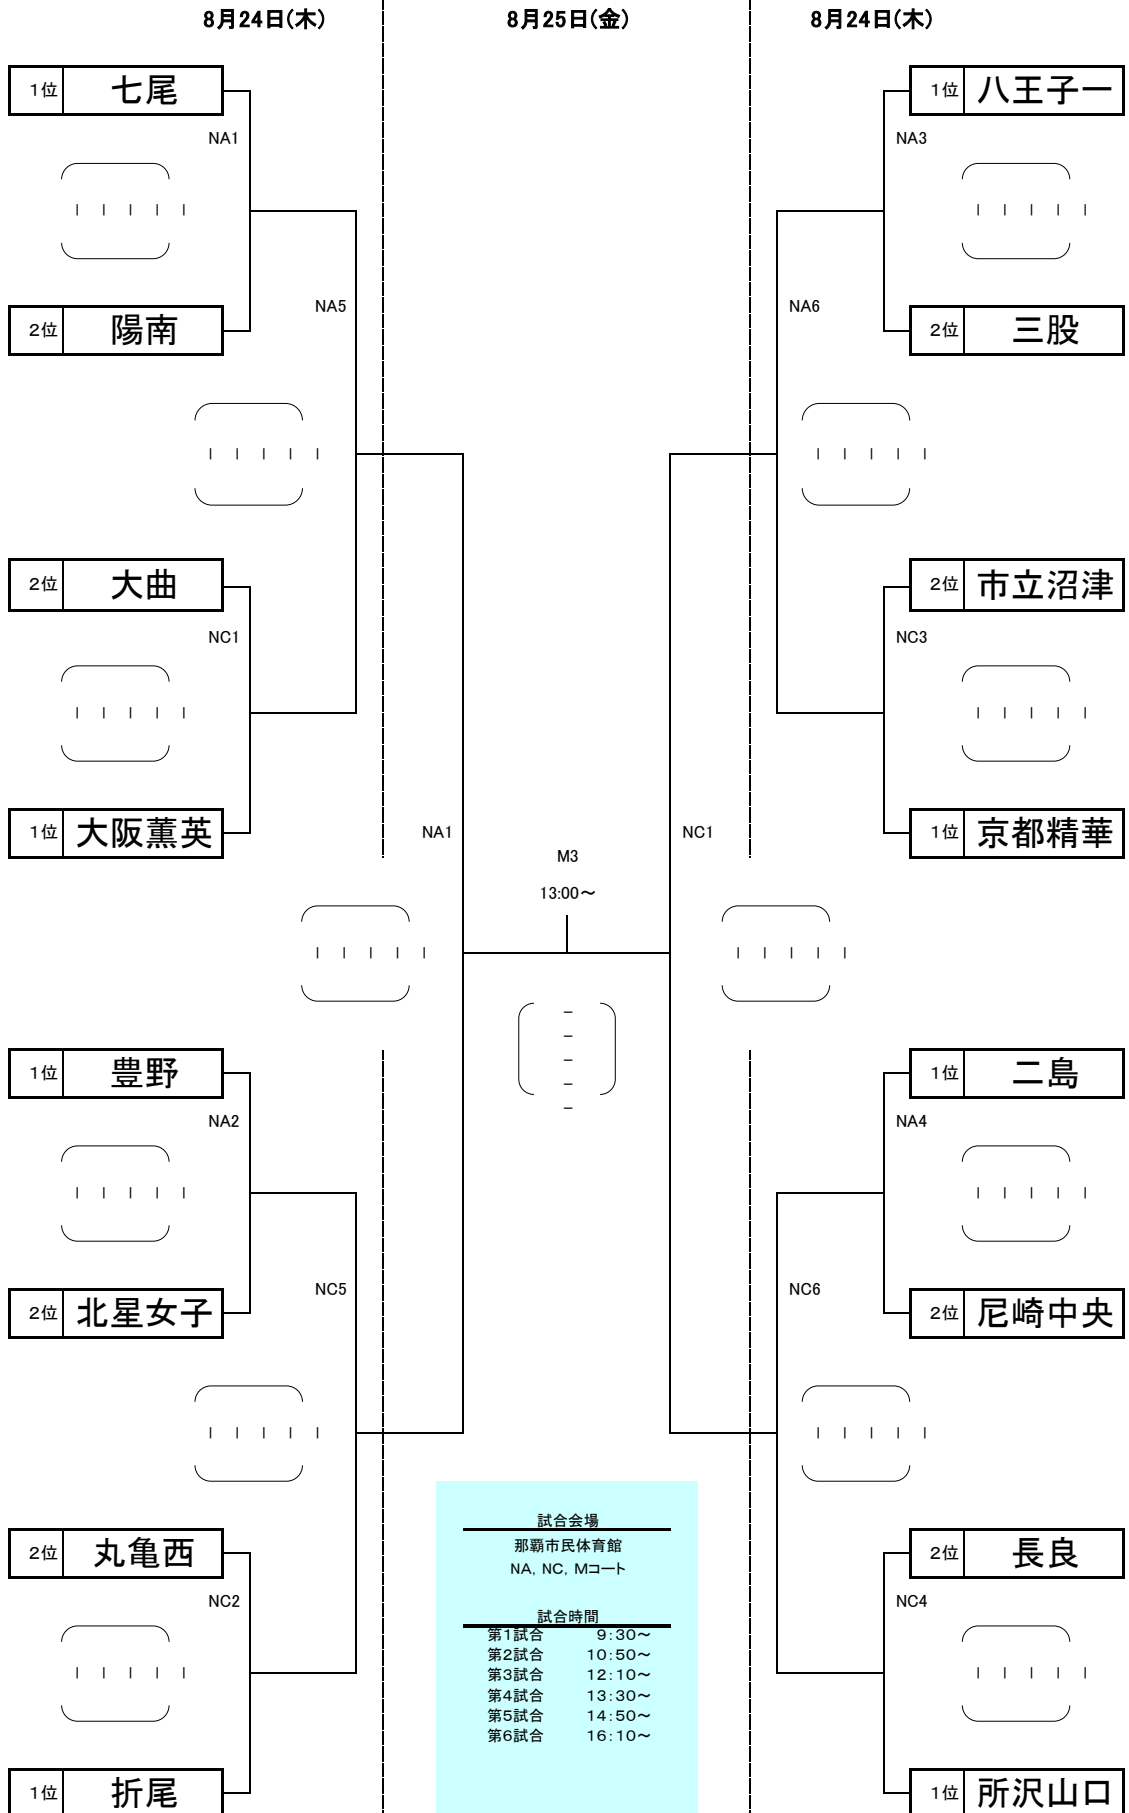 8月24日(木)
8月25日(金)
8月24日(木)
1位 七尾
1位 八王子一
NA1
NA3
NA5
NA6
2位 陽南
2位 三股
2位 大曲
2位 市立沼津
NC1
NC3
1位 大阪薫英
NA1
NC1
1位 京都精華
M3
13:00～
1位 豊野
1位 二島
NA2
NA4
NC5
NC6
2位 北星女子
2位 尼崎中央
試合会場
那覇市民体育館
NA, NC, Mコート
2位 丸亀西
2位 長良
NC2
NC4
試合時間
第1試合 9:30～
第2試合 10:50～
第3試合 12:10～
第4試合 13:30～
第5試合 14:50～
第6試合 16:10～
1位 折尾
1位 所沢山口